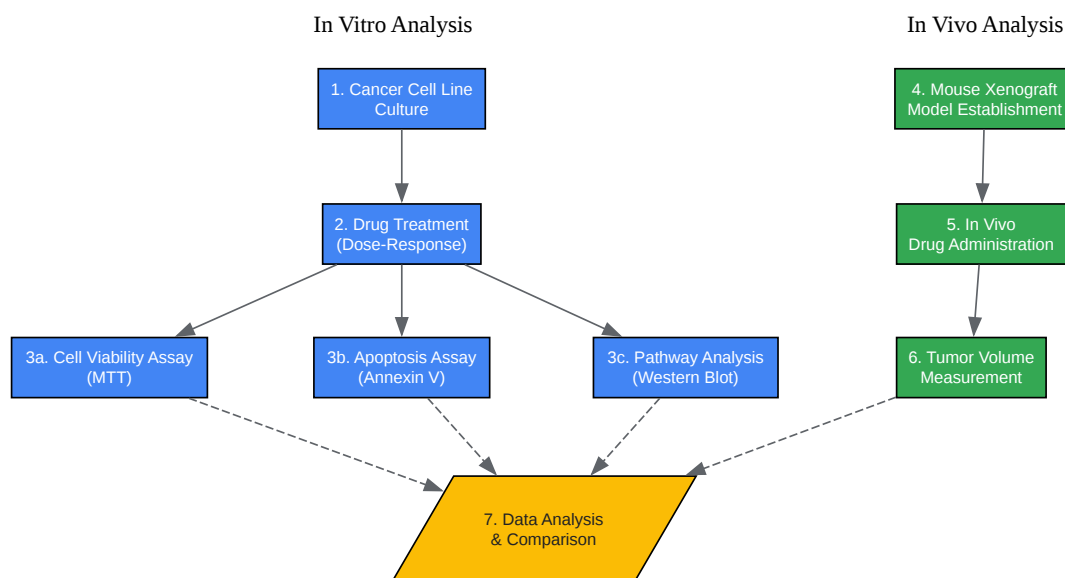 In Vitro Analysis
In Vivo Analysis
1. Cancer Cell Line
Culture
4. Mouse Xenograft
Model Establishment
2. Drug Treatment
(Dose-Response)
5. In Vivo
Drug Administration
3a. Cell Viability Assay
(MTT)
3b. Apoptosis Assay
(Annexin V)
3c. Pathway Analysis
(Western Blot)
6. Tumor Volume
Measurement
7. Data Analysis
& Comparison